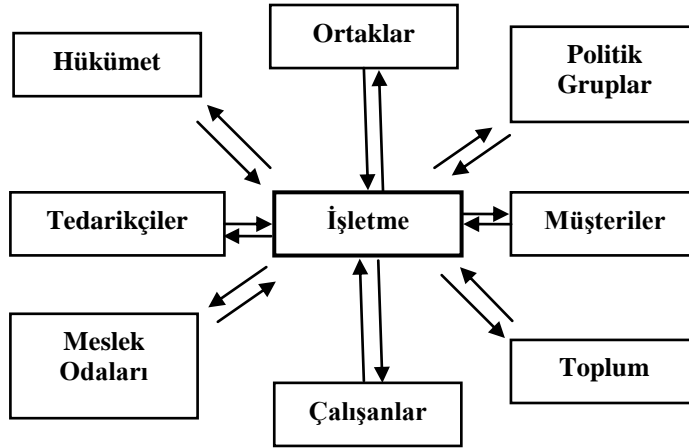 Ortaklar
Hükümet
Politik
Gruplar
Tedarikçiler
İşletme
Müşteriler
Meslek
Odaları
Toplum
Çalışanlar